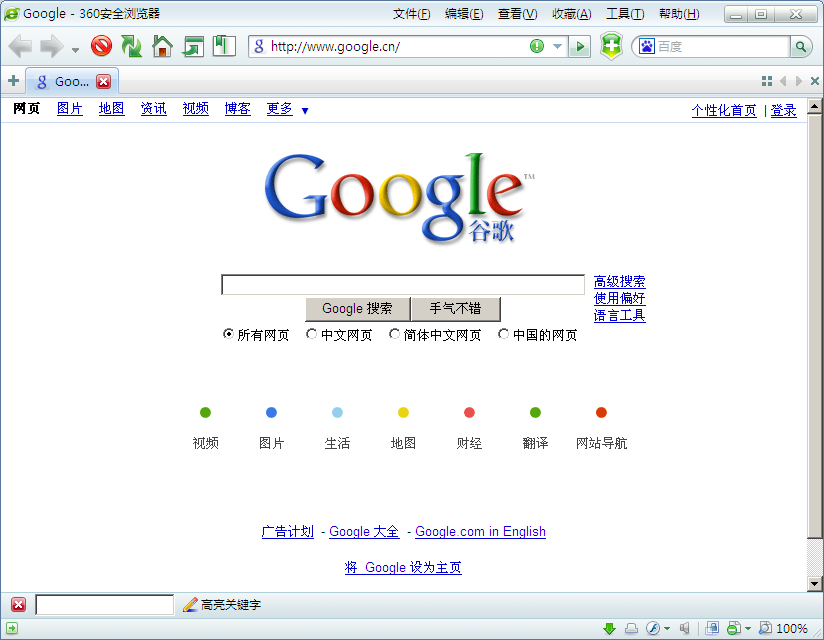 Google - 360安全浏览器 文件(F) 编辑(E) 查看(V) 收藏(A) 工具(T) 帮助(H)
http://www.google.cn/ 百度
Goo...
网页 图片 地图 资讯 视频 博客 更多 ▼ 个性化首页 | 登录
Google™
谷歌
高级搜索
使用偏好
语言工具
Google 搜索 手气不错
所有网页 中文网页 简体中文网页 中国的网页
视频 图片 生活 地图 财经 翻译 网站导航
广告计划 - Google 大全 - Google.com in English
将 Google 设为主页
高亮关键字
100%